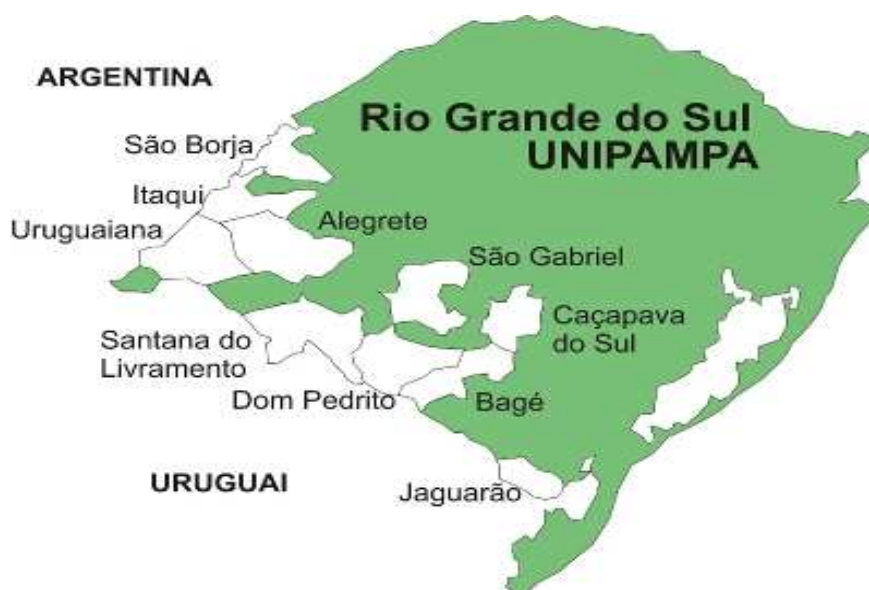 ARGENTINA
Rio Grande do Sul
UNIPAMPA
São Borja
Itaqui
Uruguaiana
Alegrete
São Gabriel
Caçapava
do Sul
Santana do
Livramento
Dom Pedrito
Bagé
URUGUAI
Jaguarão